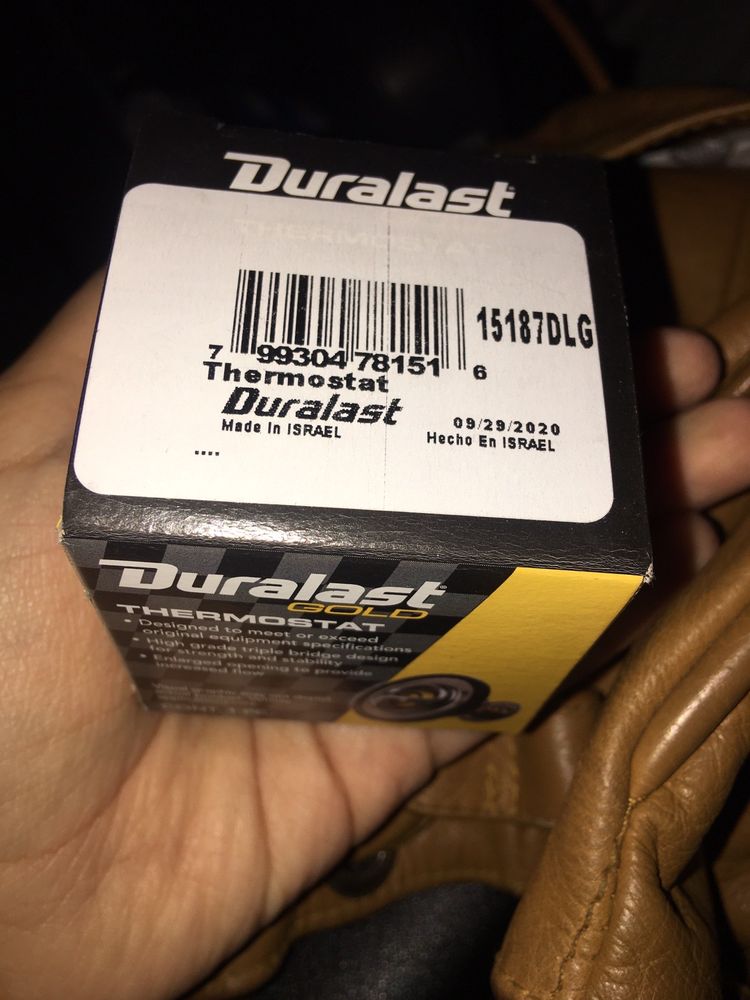 Duralast
THERMOSTAT
15187DLG
7 99304 78151 6
Thermostat
Duralast
09/29/2020
Made In ISRAEL
Hecho En ISRAEL
....
Duralast
GOLD
THERMOSTAT
• Designed to meet or exceed
original equipment specifications
• High grade triple bridge design
for strength and stability
• Enlarged opening to provide
increased flow